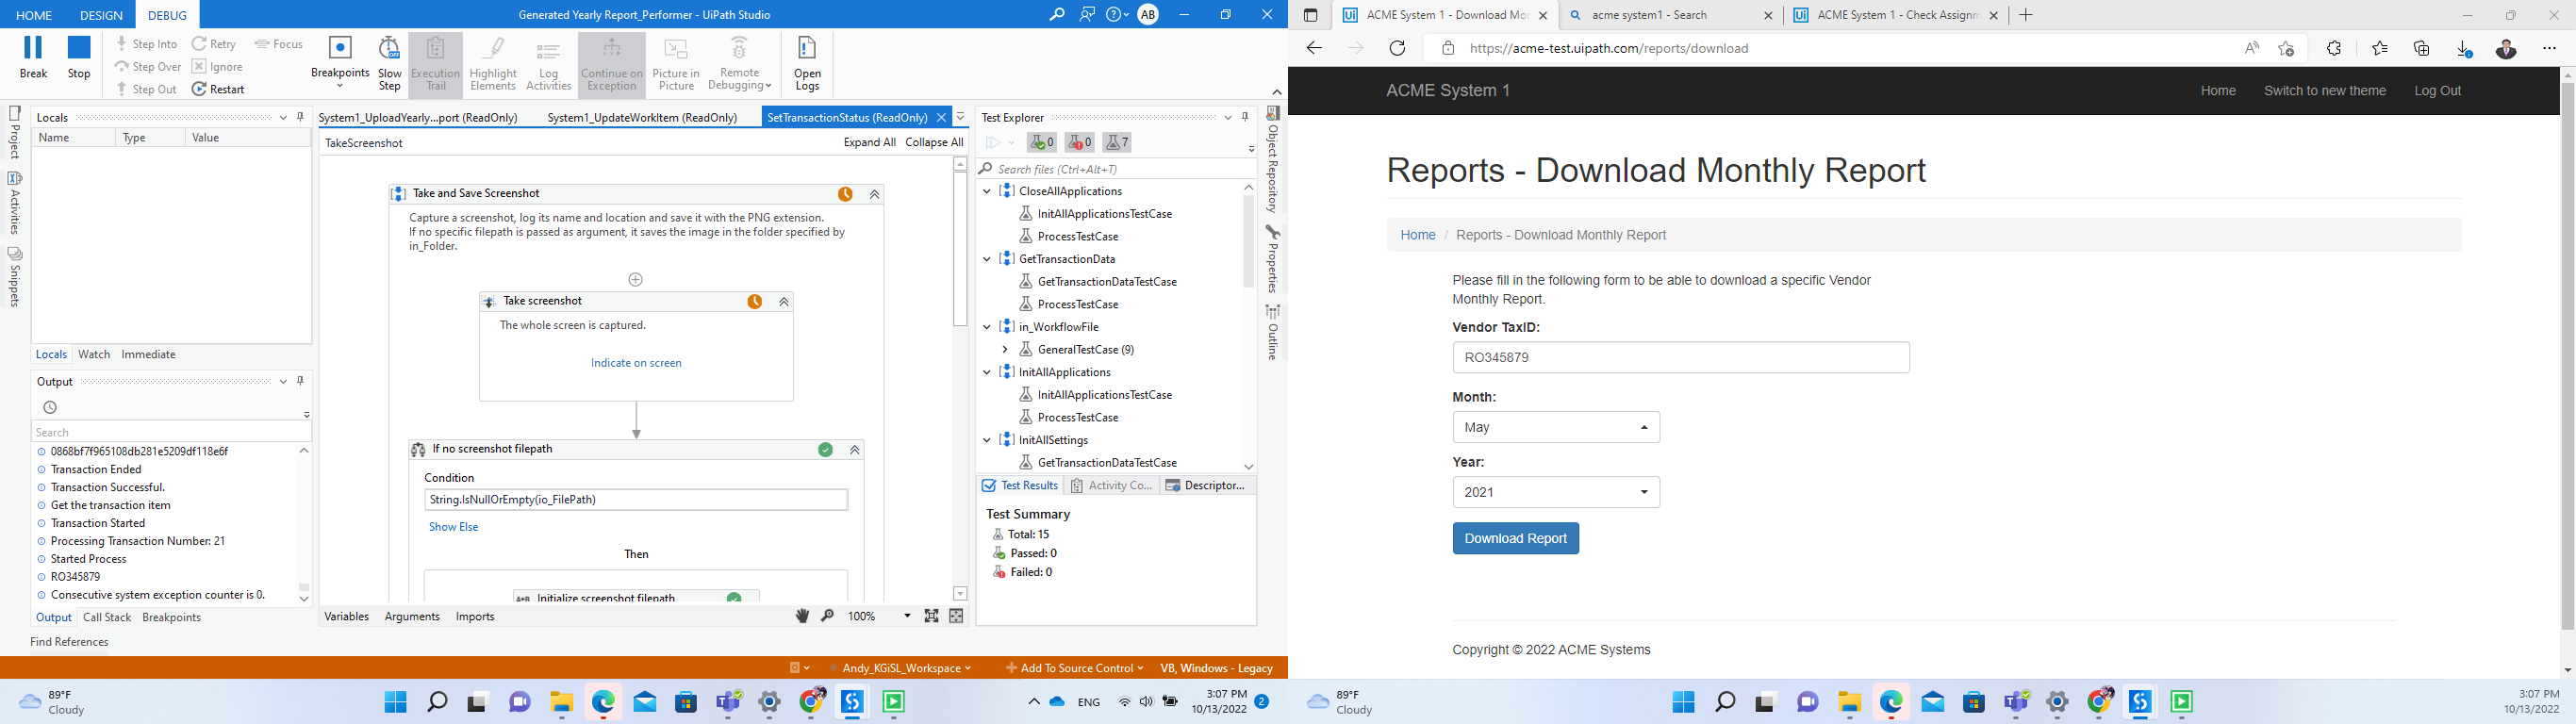 HOME
DESIGN
DEBUG
Generated Yearly Report_Performer - UiPath Studio
AB
Break
Stop
Step Into
Step Over
Step Out
Retry
Ignore
Restart
Focus
Breakpoints
Slow
Step
Execution
Trail
Highlight
Elements
Log
Activities
Continue on
Exception
Picture in
Picture
Remote
Debugging
Open
Logs
Project
Activities
Snippets
Locals
Name
Type
Value
Locals
Watch
Immediate
Output
Search
0868bf7f965108db281e5209df118e6f
Transaction Ended
Transaction Successful.
Get the transaction item
Transaction Started
Processing Transaction Number: 21
Started Process
RO345879
Consecutive system exception counter is 0.
Output
Call Stack
Breakpoints
Find References
System1_UploadYearly...port (ReadOnly)
System1_UpdateWorkItem (ReadOnly)
SetTransactionStatus (ReadOnly)
TakeScreenshot
Expand All
Collapse All
Take and Save Screenshot
Capture a screenshot, log its name and location and save it with the PNG extension.
If no specific filepath is passed as argument, it saves the image in the folder specified by
in_Folder.
Take screenshot
The whole screen is captured.
Indicate on screen
If no screenshot filepath
Condition
String.IsNullOrEmpty(io_FilePath)
Show Else
Then
A+B
Initialize screenshot filepath
Variables
Arguments
Imports
100%
Test Explorer
0
0
7
Search files (Ctrl+Alt+T)
CloseAllApplications
InitAllApplicationsTestCase
ProcessTestCase
GetTransactionData
GetTransactionDataTestCase
ProcessTestCase
in_WorkflowFile
GeneralTestCase (9)
InitAllApplications
InitAllApplicationsTestCase
ProcessTestCase
InitAllSettings
GetTransactionDataTestCase
Test Results
Activity Co...
Descriptor...
Test Summary
Total: 15
Passed: 0
Failed: 0
Object Repository
Properties
Outline
Andy_KGiSL_Workspace
Add To Source Control
VB, Windows - Legacy
89°F
Cloudy
ENG
3:07 PM
10/13/2022
2
Ui
ACME System 1 - Download Mon
acme system1 - Search
Ui
ACME System 1 - Check Assignm
https://acme-test.uipath.com/reports/download
ACME System 1
Home
Switch to new theme
Log Out
Reports - Download Monthly Report
Home / Reports - Download Monthly Report
Please fill in the following form to be able to download a specific Vendor
Monthly Report.
Vendor TaxID:
RO345879
Month:
May
Year:
2021
Download Report
Copyright © 2022 ACME Systems
89°F
Cloudy
3:07 PM
10/13/2022